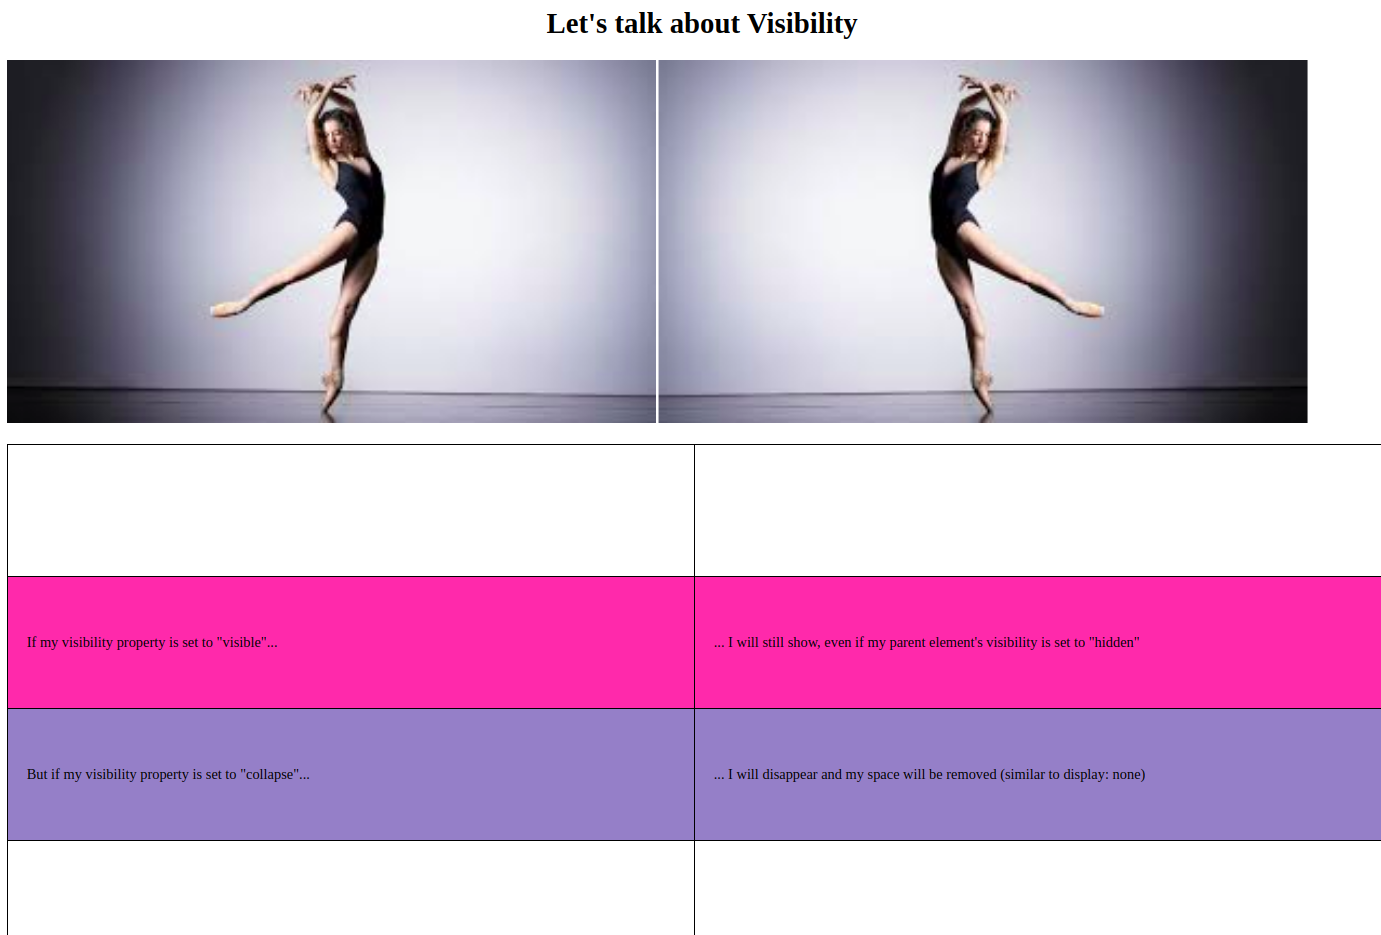 Let's talk about Visibility
If my visibility property is set to "visible"...
... I will still show, even if my parent element's visibility is set to "hidden"
But if my visibility property is set to "collapse"...
... I will disappear and my space will be removed (similar to display: none)